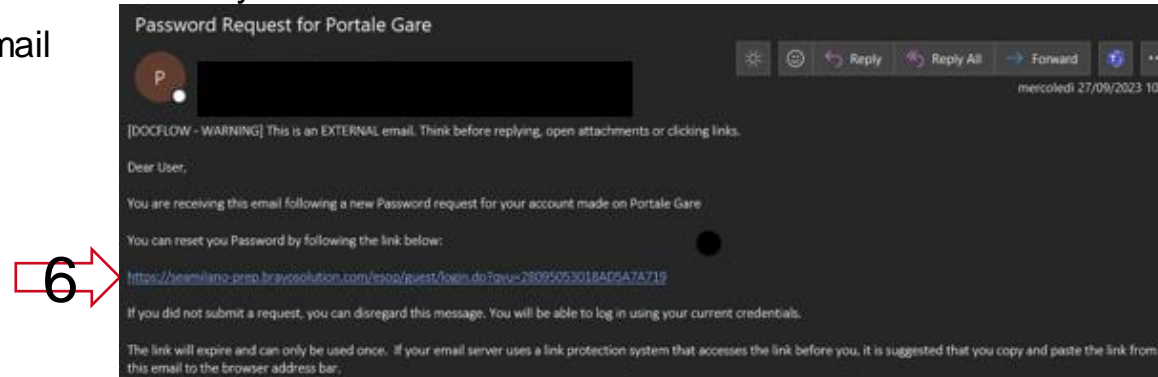 Password Request for Portale Gare
mail
P
Reply
Reply All
Forward
mercoledì 27/09/2023 10
[DOCFLOW - WARNING] This is an EXTERNAL email. Think before replying, open attachments or clicking links.
Dear User,
You are receiving this email following a new Password request for your account made on Portale Gare
You can reset you Password by following the link below:
6
https://seamilano-prep.bravosolution.com/esop/guest/login.do?qvu=28095053018AD5A7A719
If you did not submit a request, you can disregard this message. You will be able to log in using your current credentials.
The link will expire and can only be used once. If your email server uses a link protection system that accesses the link before you, it is suggested that you copy and paste the link from
this email to the browser address bar.